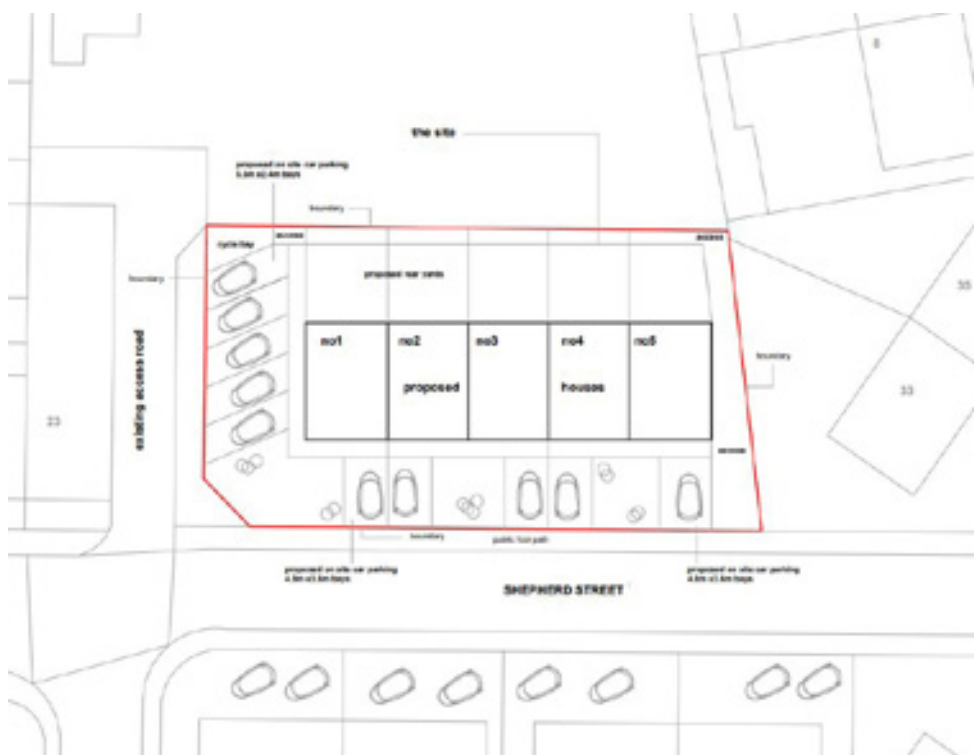 8
the site
proposed on site car parking
boundary
access
access
cycle bay
boundary
existing access road
proposed rear
no1
no2
no3
no4
no5
proposed
houses
boundary
23
33
access
boundary
public foot path
proposed on site car parking
proposed on site car parking
SHEPHERD STREET